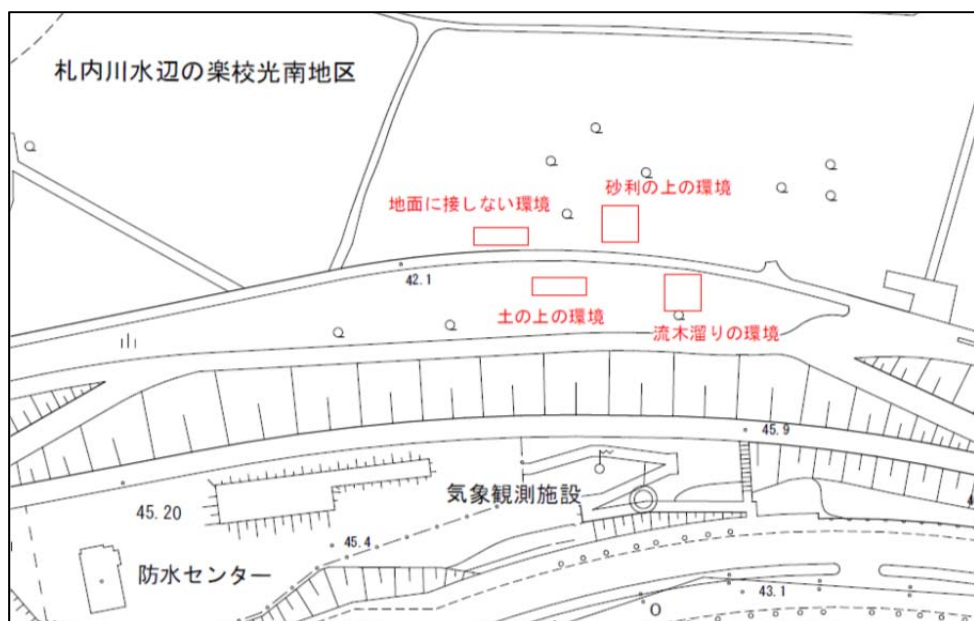 札内川水辺の楽校光南地区
砂利の上の環境
地面に接しない環境
42.1
土の上の環境
流木溜りの環境
45.9
気象観測施設
45.20
45.4
防水センター
43.1